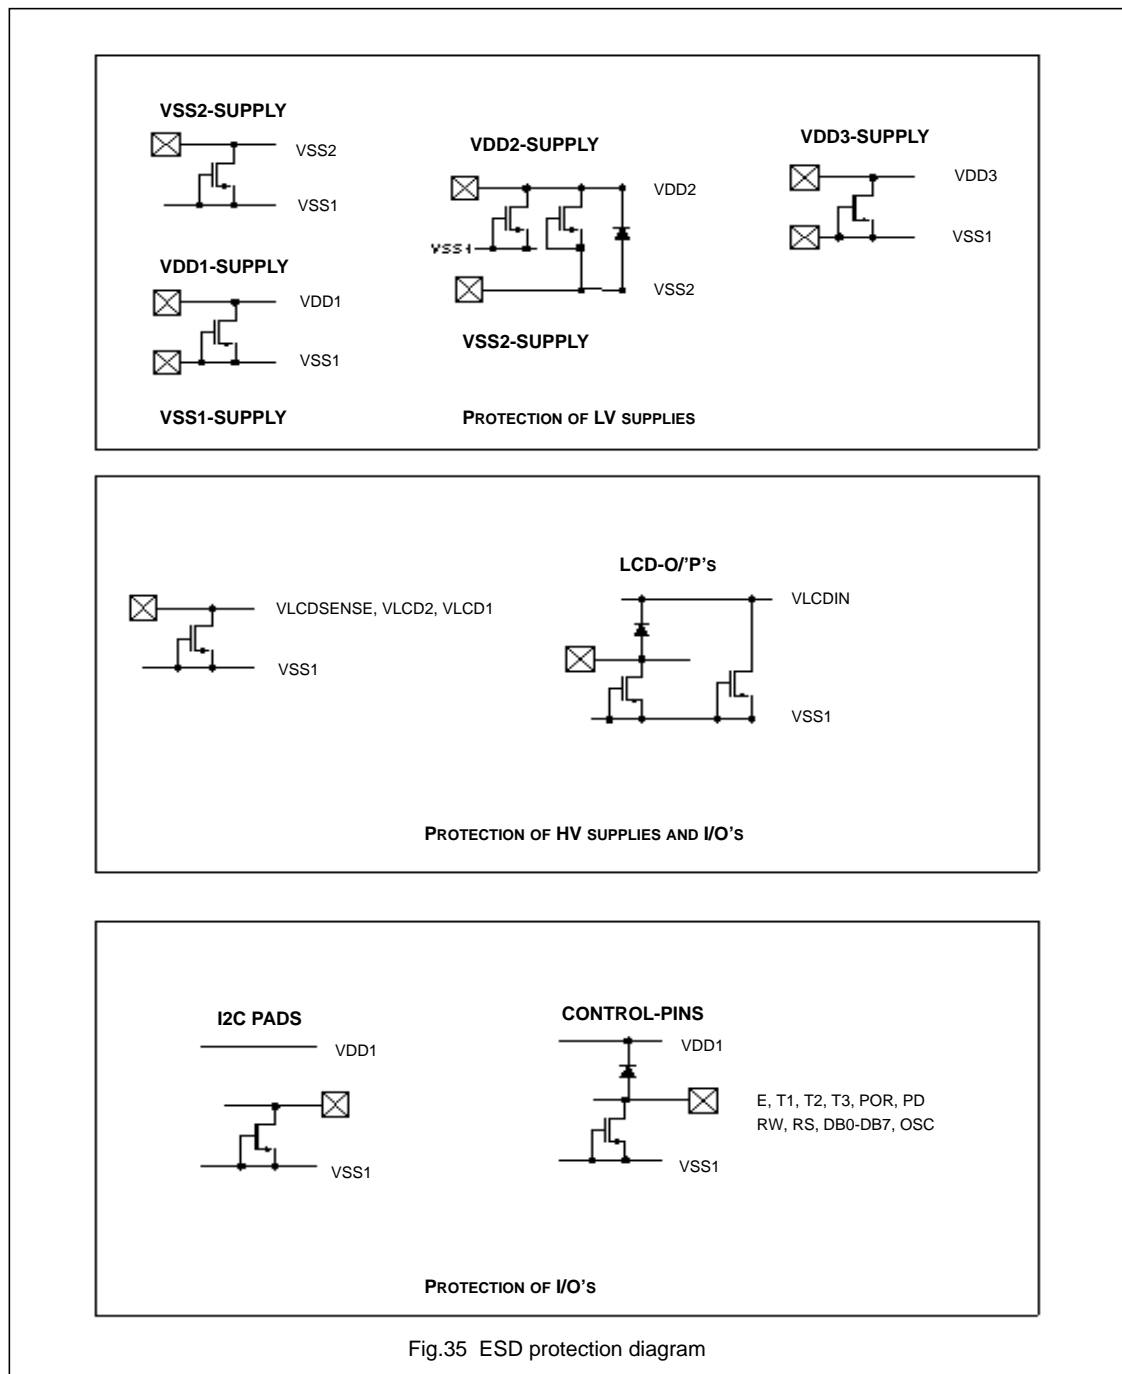 VSS2-SUPPLY
VSS2
VSS1
VDD1-SUPPLY
VDD1
VSS1
VSS1-SUPPLY
VDD2-SUPPLY
VDD2
VSS1
VSS2
VSS2-SUPPLY
VDD3-SUPPLY
VDD3
VSS1
PROTECTION OF LV SUPPLIES
VLCDSENSE, VLCD2, VLCD1
VSS1
LCD-O/'P'S
VLCDIN
VSS1
PROTECTION OF HV SUPPLIES AND I/O'S
I2C PADS
VDD1
VSS1
CONTROL-PINS
VDD1
E, T1, T2, T3, POR, PD
RW, RS, DB0-DB7, OSC
VSS1
PROTECTION OF I/O'S
Fig.35 ESD protection diagram